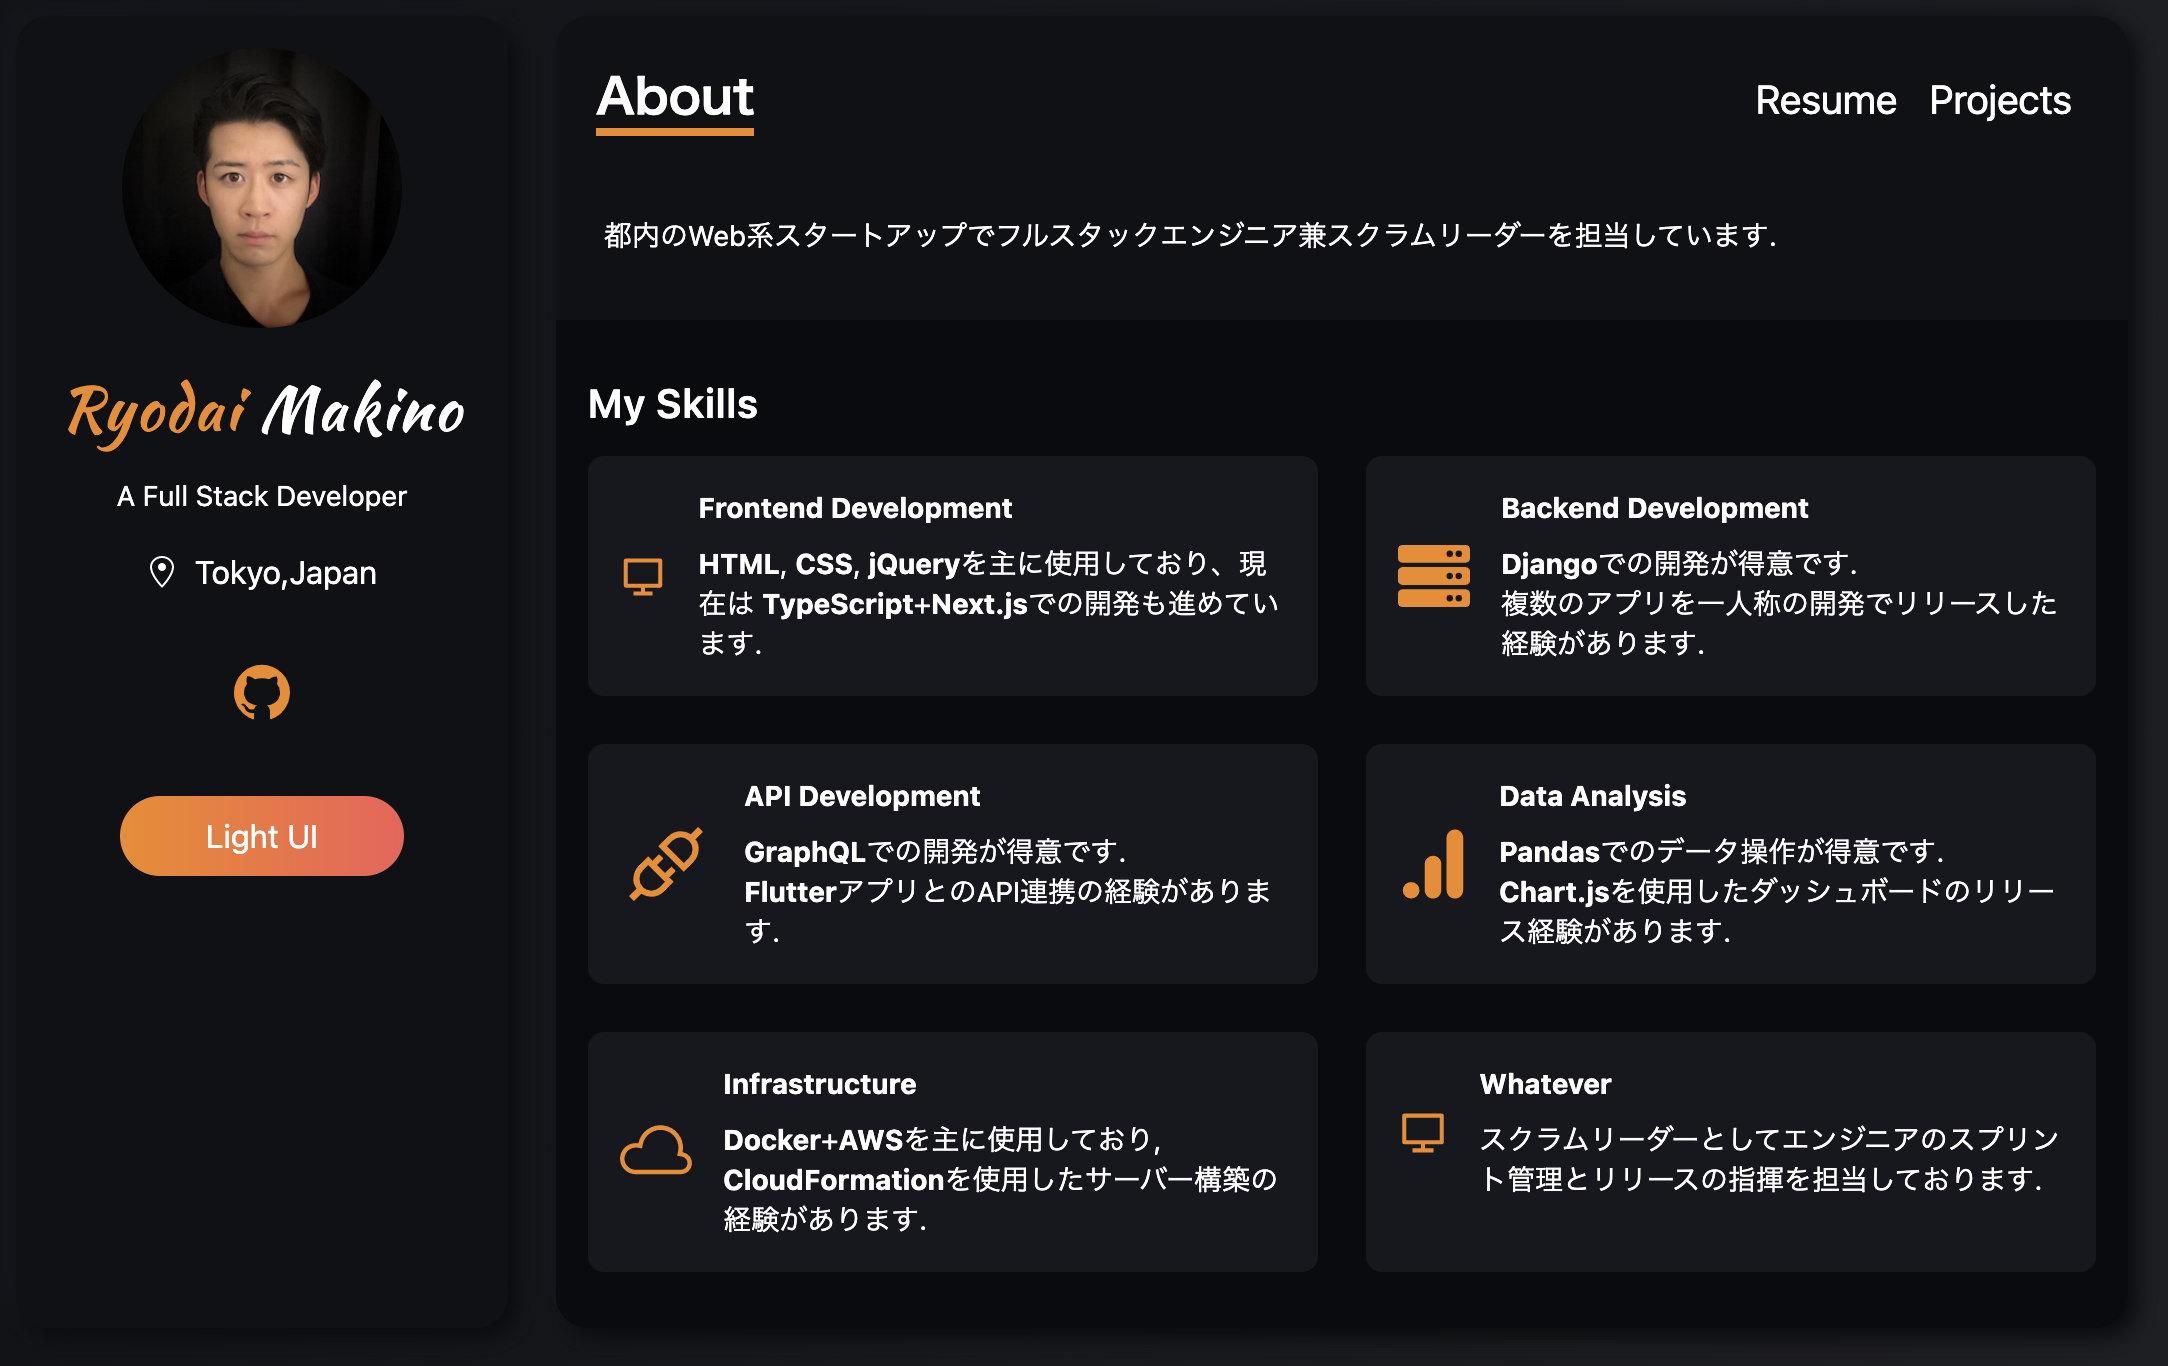 Ryodai Makino
A Full Stack Developer
Tokyo,Japan
Light UI
About
Resume
Projects
都内のWeb系スタートアップでフルスタックエンジニア兼スクラムリーダーを担当しています.
My Skills
Frontend Development
HTML, CSS, jQueryを主に使用しており、現
在は TypeScript+Next.jsでの開発も進めてい
ます.
Backend Development
Djangoでの開発が得意です.
複数のアプリを一人称の開発でリリースした
経験があります.
API Development
GraphQLでの開発が得意です.
FlutterアプリとのAPI連携の経験がありま
す.
Data Analysis
Pandasでのデータ操作が得意です.
Chart.jsを使用したダッシュボードのリリー
ス経験があります.
Infrastructure
Docker+AWSを主に使用しており,
CloudFormationを使用したサーバー構築の
経験があります.
Whatever
スクラムリーダーとしてエンジニアのスプリン
ト管理とリリースの指揮を担当しております.